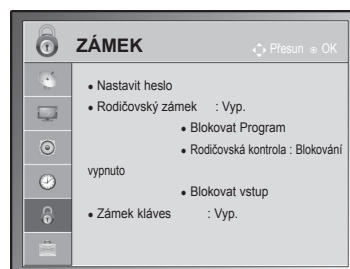 ZÁMEK
Přesun OK
• Nastavit heslo
• Rodičovský zámek : Vyp.
• Blokovat Program
• Rodičovská kontrola : Blokování
vypnuto
• Blokovat vstup
• Zámek kláves : Vyp.